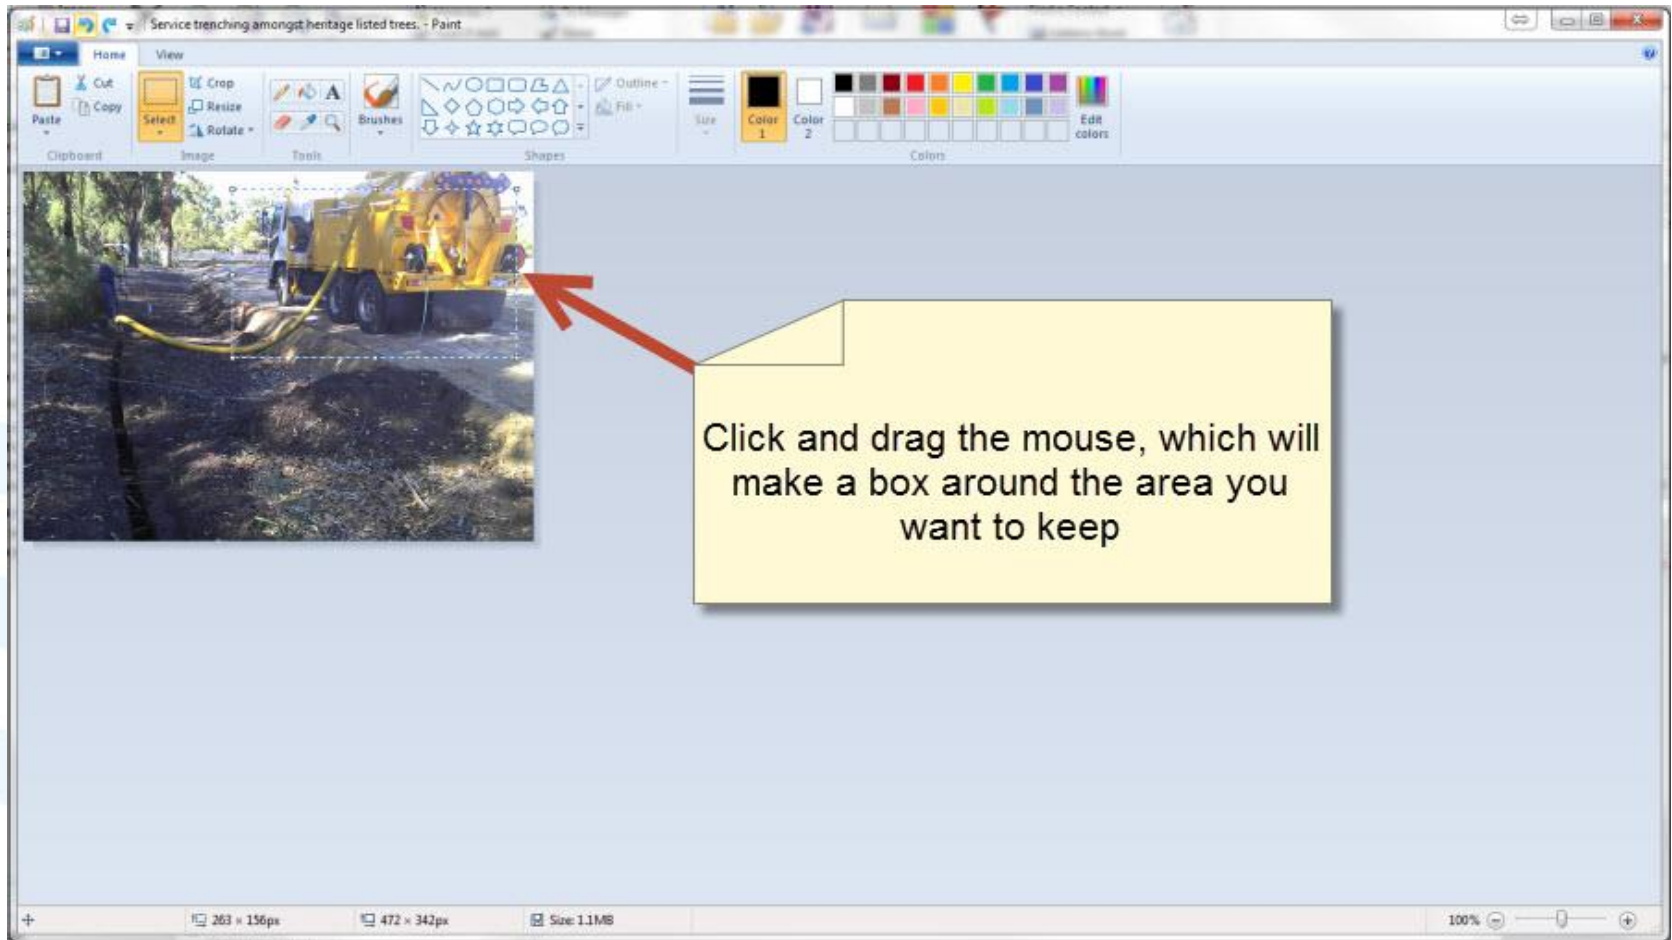 Service trenching amongst heritage listed trees. - Paint
Home View
Cut
Copy
Paste
Clipboard
Select
Crop
Resize
Rotate
Image
A
Tools
Brushes
Outline
Fill
Shapes
Size
Color 1
Color 2
Edit colors
Colors
Click and drag the mouse, which will
make a box around the area you
want to keep
263 × 156px 472 × 342px Size: 1.1MB 100%